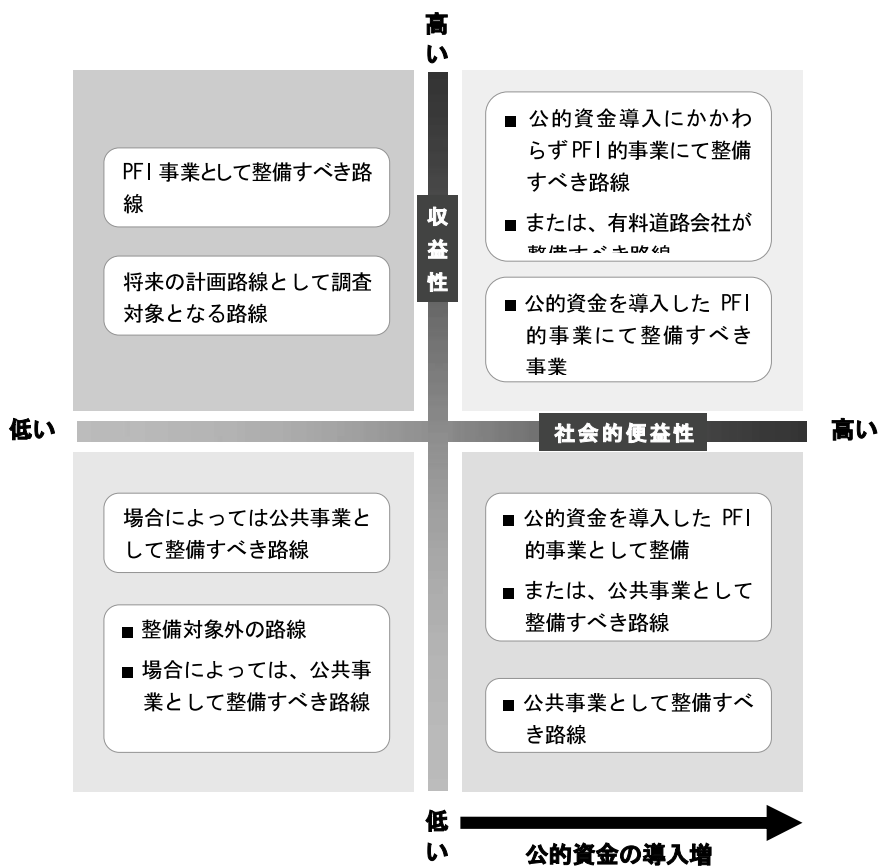 高
い
PFI 事業として整備すべき路
線
将来の計画路線として調査
対象となる路線
収
益
性
■ 公的資金導入にかかわ
らず PFI 的事業にて整備
すべき路線
■ または、有料道路会社が
整備すべき路線
■ 公的資金を導入した PFI
的事業にて整備すべき
事業
低い
社会的便益性
高い
場合によっては公共事業と
して整備すべき路線
■ 整備対象外の路線
■ 場合によっては、公共事
業として整備すべき路線
■ 公的資金を導入した PFI
的事業として整備
■ または、公共事業として
整備すべき路線
■ 公共事業として整備すべ
き路線
低
い
公的資金の導入増